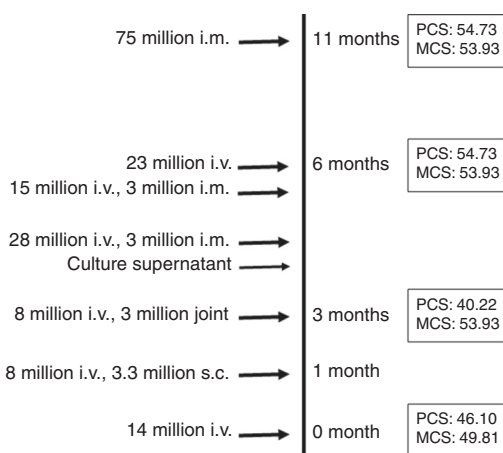 75 million i.m.
11 months
PCS: 54.73
MCS: 53.93
23 million i.v.
6 months
PCS: 54.73
MCS: 53.93
15 million i.v., 3 million i.m.
28 million i.v., 3 million i.m.
Culture supernatant
8 million i.v., 3 million joint
3 months
PCS: 40.22
MCS: 53.93
8 million i.v., 3.3 million s.c.
1 month
14 million i.v.
0 month
PCS: 46.10
MCS: 49.81